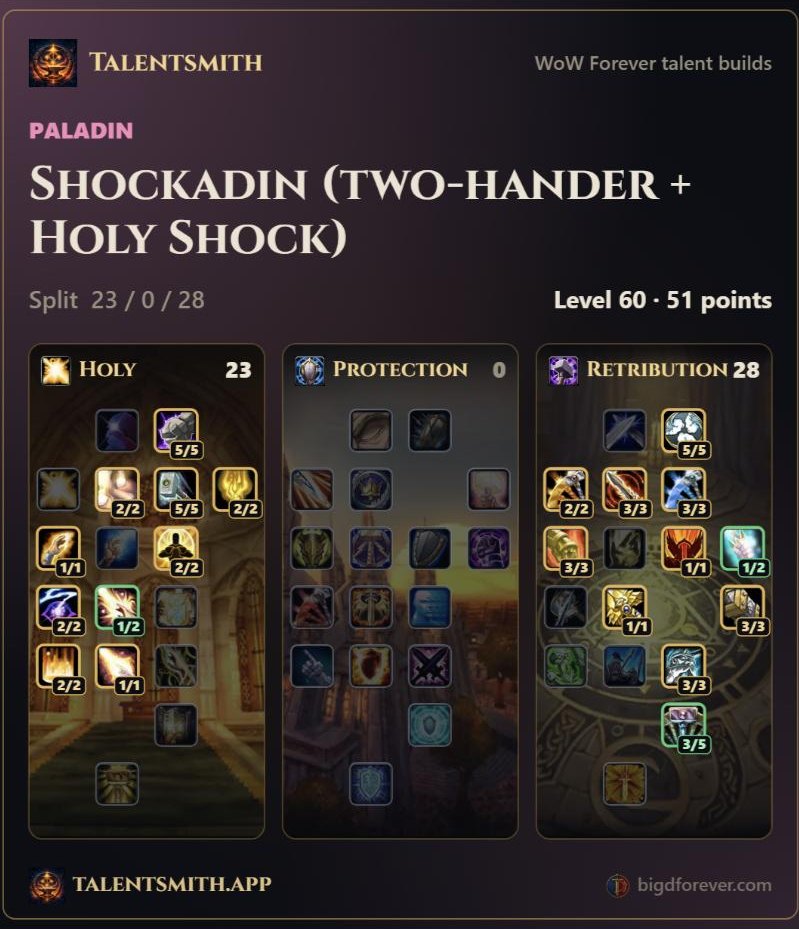 TALENTSMITH
WoW Forever talent builds
PALADIN
SHOCKADIN (TWO-HANDER +
HOLY SHOCK)
Split 23 / 0 / 28
Level 60 · 51 points
HOLY 23
PROTECTION 0
RETRIBUTION 28
5/5
5/5
2/2
5/5
2/2
2/2
3/3
3/3
1/1
2/2
3/3
1/1
1/2
2/2
1/2
1/1
3/3
2/2
1/1
3/3
3/5
TALENTSMITH.APP
bigdforever.com